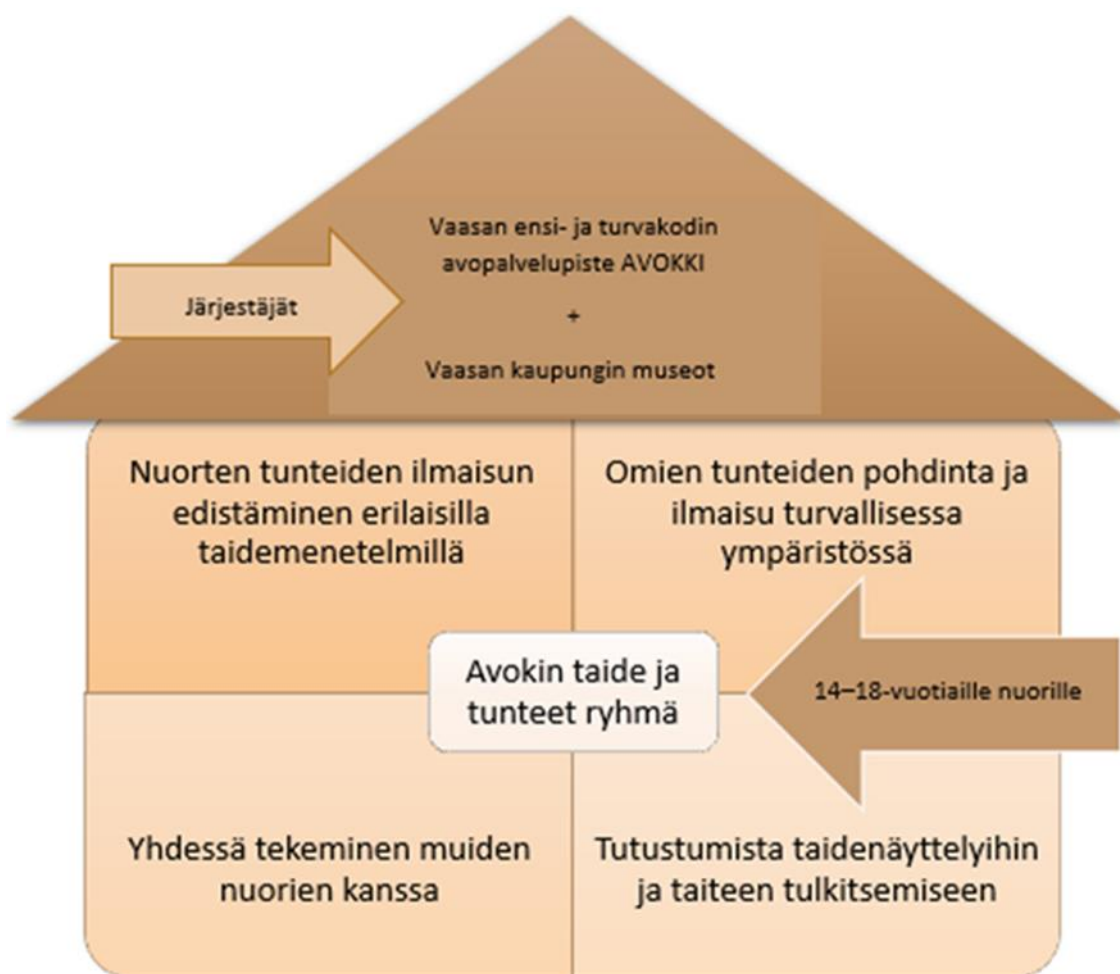 Vaasan ensi- ja turvakodin
avopalvelupiste AVOKKI
+
Vaasan kaupungin museot
Järjestäjät
Nuorten tunteiden ilmaisun
edistäminen erilaisilla
taidemenetelmillä
Omien tunteiden pohdinta ja
ilmaisu turvallisessa
ympäristössä
Avokin taide ja
tunteet ryhmä
14–18-vuotiaille nuorille
Yhdessä tekeminen muiden
nuorien kanssa
Tutustumista taidenäyttelyihin
ja taiteen tulkitsemiseen